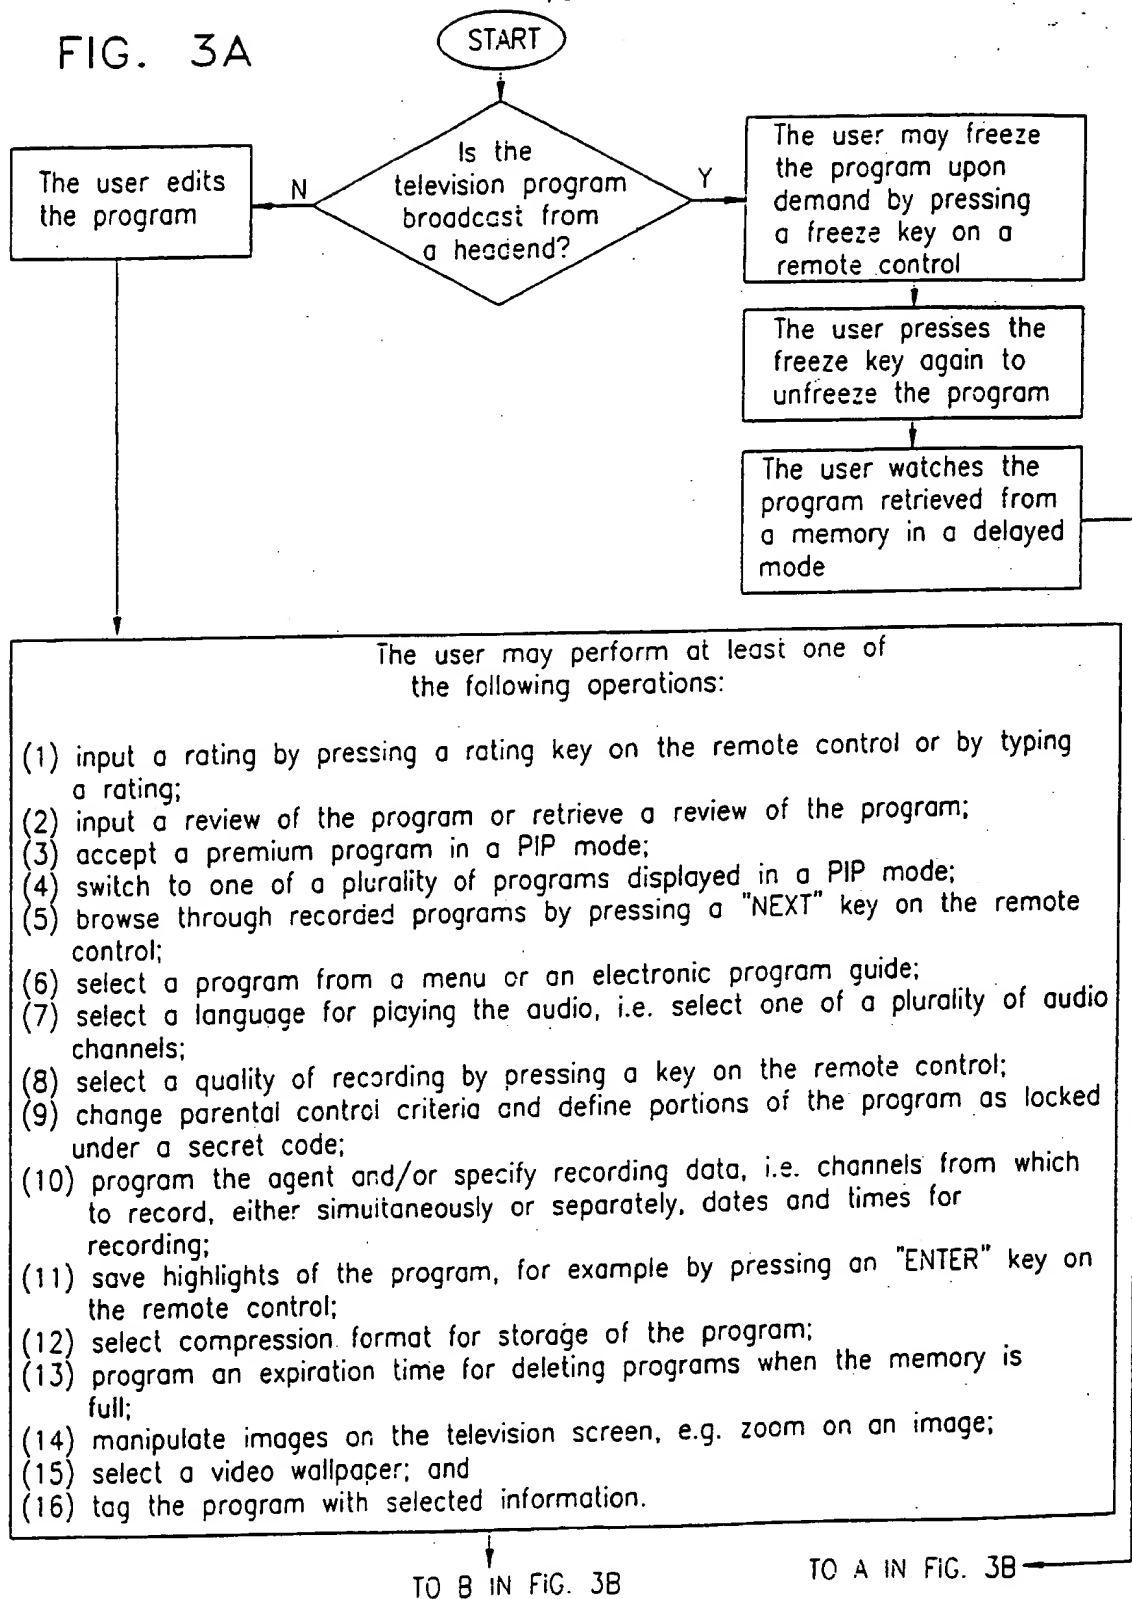 FIG. 3A
START
Is the
television program
broadcast from
a headend?
N
Y
The user edits
the program
The user may freeze
the program upon
demand by pressing
a freeze key on a
remote control
The user presses the
freeze key again to
unfreeze the program
The user watches the
program retrieved from
a memory in a delayed
mode
The user may perform at least one of
the following operations:
(1) input a rating by pressing a rating key on the remote control or by typing
a rating;
(2) input a review of the program or retrieve a review of the program;
(3) accept a premium program in a PIP mode;
(4) switch to one of a plurality of programs displayed in a PIP mode;
(5) browse through recorded programs by pressing a "NEXT" key on the remote
control;
(6) select a program from a menu or an electronic program guide;
(7) select a language for playing the audio, i.e. select one of a plurality of audio
channels;
(8) select a quality of recording by pressing a key on the remote control;
(9) change parental control criteria and define portions of the program as locked
under a secret code;
(10) program the agent and/or specify recording data, i.e. channels from which
to record, either simultaneously or separately, dates and times for
recording;
(11) save highlights of the program, for example by pressing an "ENTER" key on
the remote control;
(12) select compression format for storage of the program;
(13) program an expiration time for deleting programs when the memory is
full;
(14) manipulate images on the television screen, e.g. zoom on an image;
(15) select a video wallpaper; and
(16) tag the program with selected information.
TO B IN FIG. 3B
TO A IN FIG. 3B